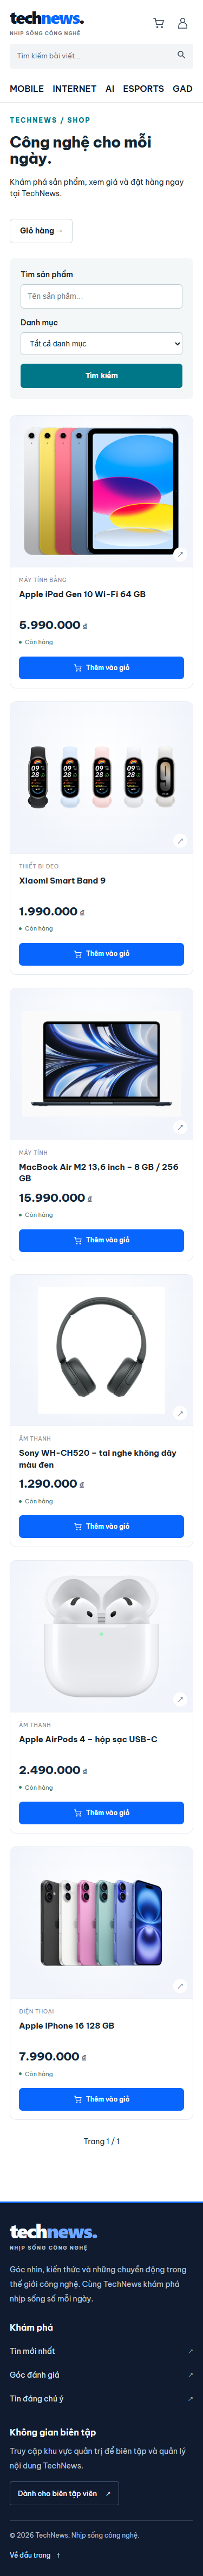 technews.
NHỊP SỐNG CÔNG NGHỆ
Tìm kiếm bài viết...
MOBILE INTERNET AI ESPORTS GAD
TECHNEWS / SHOP
Công nghệ cho mỗi
ngày.
Khám phá sản phẩm, xem giá và đặt hàng ngay
tại TechNews.
Giỏ hàng →
Tìm sản phẩm
Tên sản phẩm...
Danh mục
Tất cả danh mục
Tìm kiếm
↗
MÁY TÍNH BẢNG
Apple iPad Gen 10 Wi-Fi 64 GB
5.990.000 ₫
Còn hàng
Thêm vào giỏ
↗
THIẾT BỊ ĐEO
Xiaomi Smart Band 9
1.990.000 ₫
Còn hàng
Thêm vào giỏ
↗
MÁY TÍNH
MacBook Air M2 13,6 inch – 8 GB / 256
GB
15.990.000 ₫
Còn hàng
Thêm vào giỏ
↗
ÂM THANH
Sony WH-CH520 – tai nghe không dây
màu đen
1.290.000 ₫
Còn hàng
Thêm vào giỏ
↗
ÂM THANH
Apple AirPods 4 – hộp sạc USB-C
2.490.000 ₫
Còn hàng
Thêm vào giỏ
↗
ĐIỆN THOẠI
Apple iPhone 16 128 GB
7.990.000 ₫
Còn hàng
Thêm vào giỏ
Trang 1 / 1
technews.
NHỊP SỐNG CÔNG NGHỆ
Góc nhìn, kiến thức và những chuyển động trong
thế giới công nghệ. Cùng TechNews khám phá
nhịp sống số mỗi ngày.
Khám phá
Tin mới nhất ↗
Góc đánh giá ↗
Tin đáng chú ý ↗
Không gian biên tập
Truy cập khu vực quản trị để biên tập và quản lý
nội dung TechNews.
Dành cho biên tập viên ↗
© 2026 TechNews. Nhịp sống công nghệ.
Về đầu trang ↑